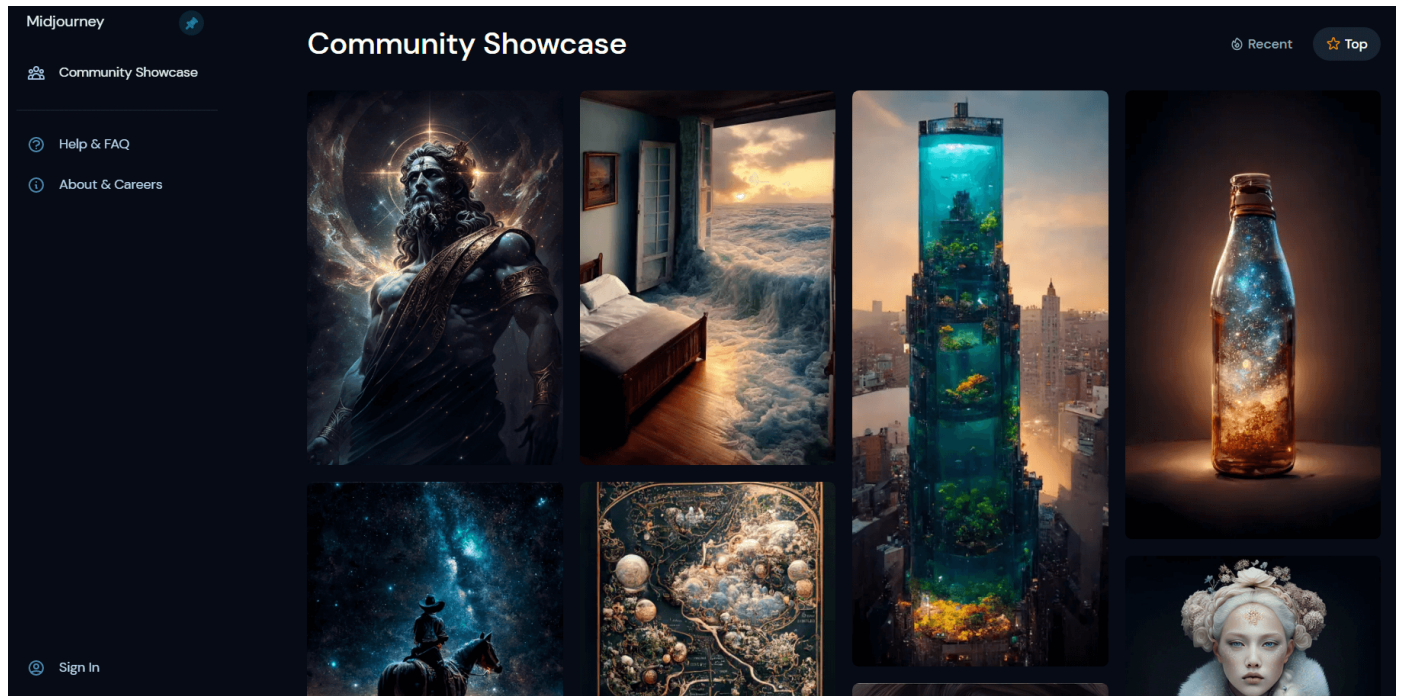 Midjourney
Community Showcase
Help & FAQ
About & Careers
Sign In
Community Showcase
Recent
Top